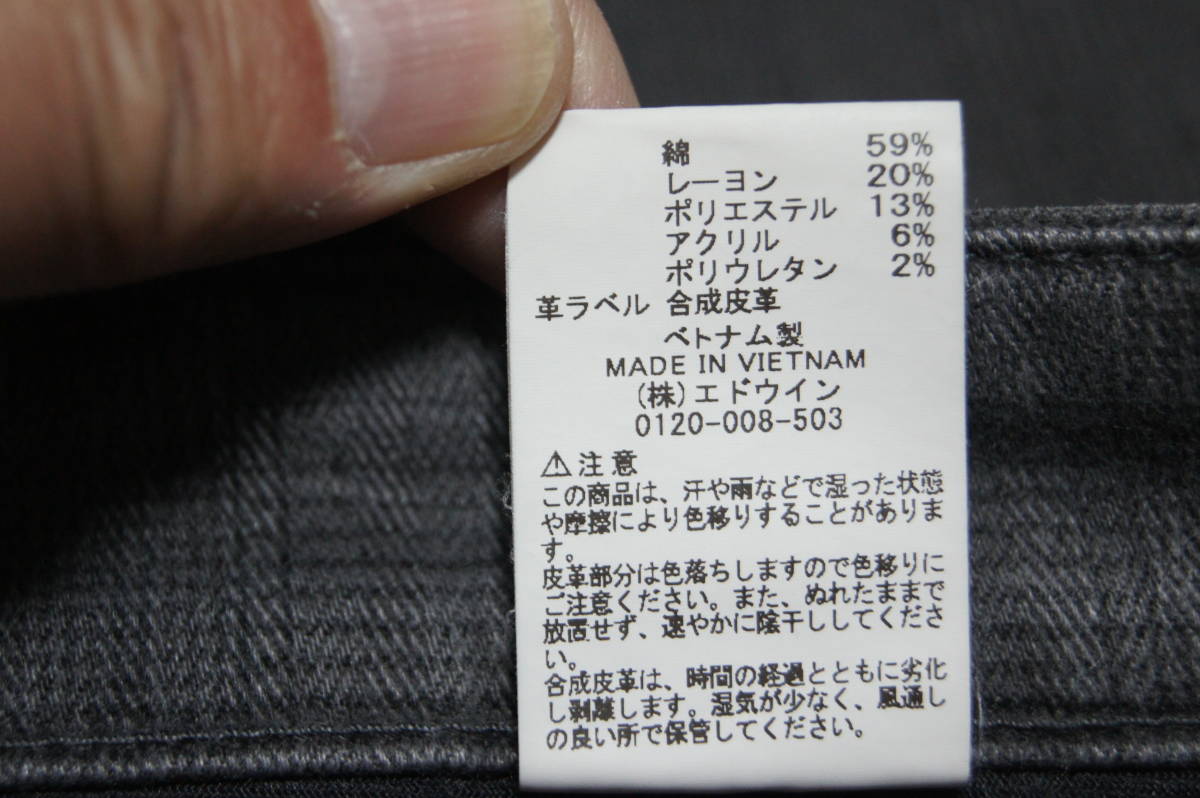 綿 59%
レーヨン 20%
ポリエステル 13%
アクリル 6%
ポリウレタン 2%
革ラベル 合成皮革
ベトナム製
MADE IN VIETNAM
(株)エドウイン
0120-008-503
⚠注意
この商品は、汗や雨などで湿った状態
や摩擦により色移りすることがありま
す。
皮革部分は色落ちしますので色移りに
ご注意ください。また、ぬれたままで
放置せず、速やかに陰干ししてくださ
い。
合成皮革は、時間の経過とともに劣化
し剥離します。湿気が少なく、風通し
の良い所で保管してください。